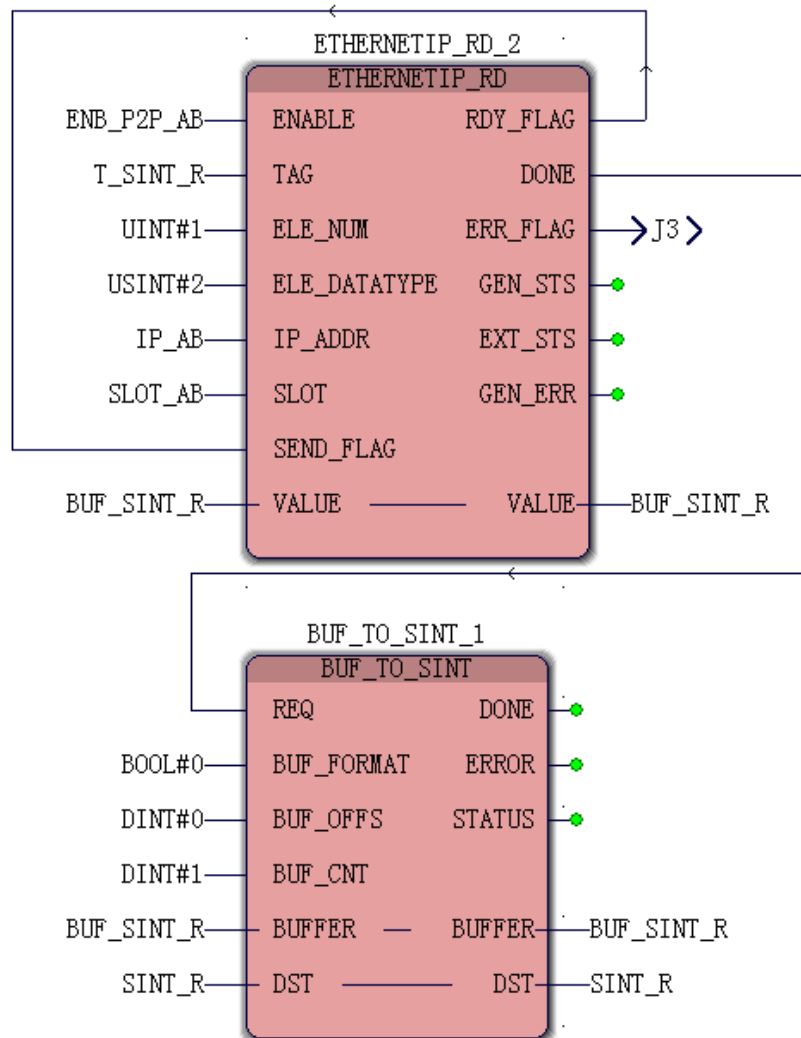 ETHERNETIP_RD_2
ETHERNETIP_RD
ENB_P2P_AB ENABLE RDY_FLAG
T_SINT_R TAG DONE
UINT#1 ELE_NUM ERR_FLAG J3
USINT#2 ELE_DATATYPE GEN_STS
IP_AB IP_ADDR EXT_STS
SLOT_AB SLOT GEN_ERR
SEND_FLAG
BUF_SINT_R VALUE VALUE BUF_SINT_R
BUF_TO_SINT_1
BUF_TO_SINT
REQ DONE
BOOL#0 BUF_FORMAT ERROR
DINT#0 BUF_OFFS STATUS
DINT#1 BUF_CNT
BUF_SINT_R BUFFER BUFFER BUF_SINT_R
SINT_R DST DST SINT_R